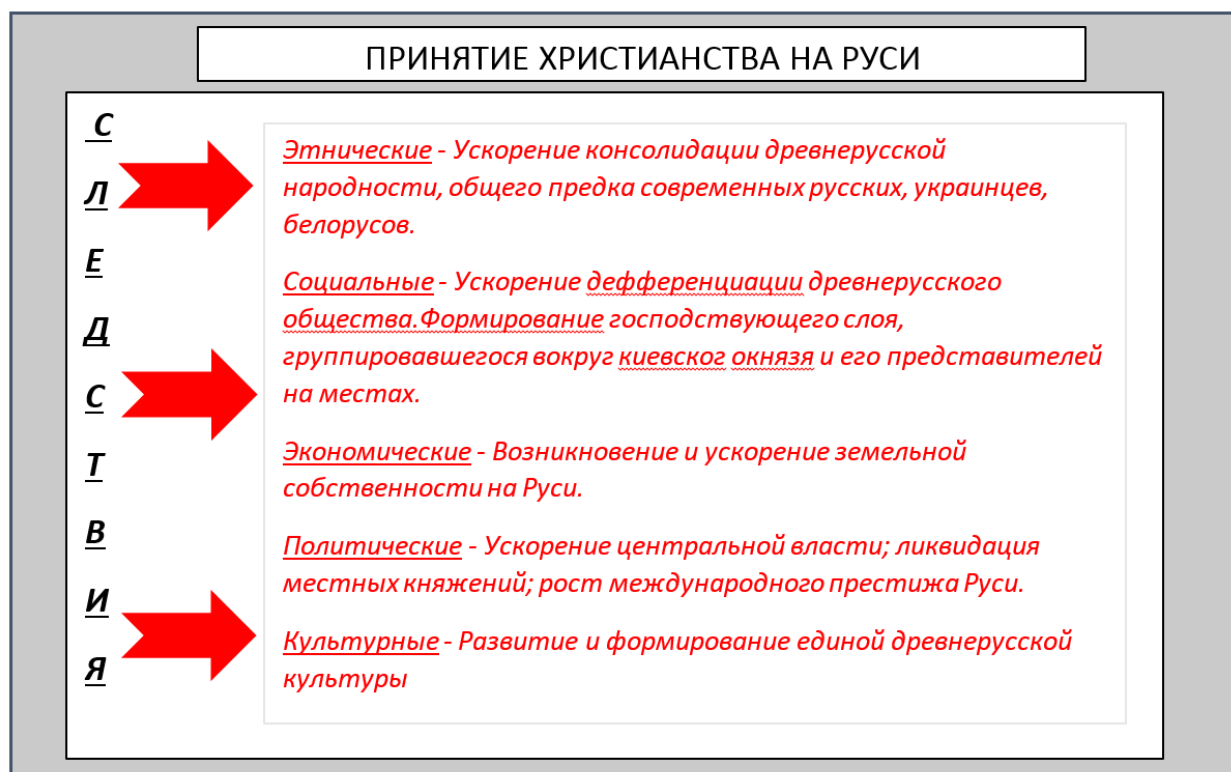 ПРИНЯТИЕ ХРИСТИАНСТВА НА РУСИ
С
Л
Е
Д
С
Т
В
И
Я
Этнические - Ускорение консолидации древнерусской
народности, общего предка современных русских, украинцев,
белорусов.
Социальные - Ускорение дефференциации древнерусского
общества.Формирование господствующего слоя,
группировавшегося вокруг киевског окнязя и его представителей
на местах.
Экономические - Возникновение и ускорение земельной
собственности на Руси.
Политические - Ускорение центральной власти; ликвидация
местных княжений; рост международного престижа Руси.
Культурные - Развитие и формирование единой древнерусской
культуры